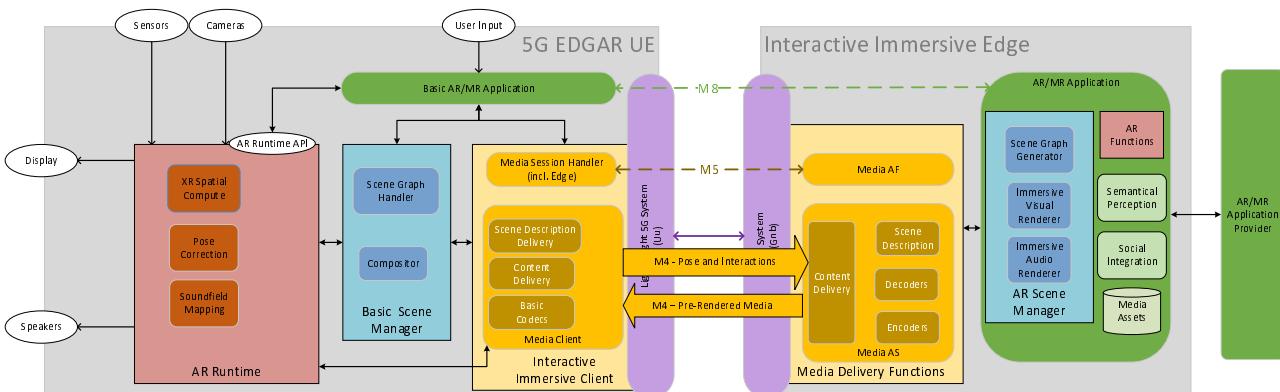 Sensors
Cameras
User Input
5G EDGAR UE
Interactive Immersive Edge
Basic AR/MR Application
M8
AR/MR Application
AR Runtime API
Display
Speakers
XR Spatial
Compute
Pose
Correction
Soundfield
Mapping
AR Runtime
Scene Graph
Handler
Compositor
Basic Scene
Manager
Media Session Handler
(incl. Edge)
Scene Description
Delivery
Content
Delivery
Basic
Codecs
Media Client
Interactive
Immersive Client
ght 5G System
(Uu)
M5
M4 - Pose and Interactions
M4 – Pre-Rendered Media
System
(Gnb)
Media AF
Content
Delivery
Scene
Description
Decoders
Encoders
Media AS
Media Delivery Functions
Scene Graph
Generator
Immersive
Visual
Renderer
Immersive
Audio
Renderer
AR Scene
Manager
AR
Functions
Semantical
Perception
Social
Integration
Media
Assets
AR/MR
Application
Provider